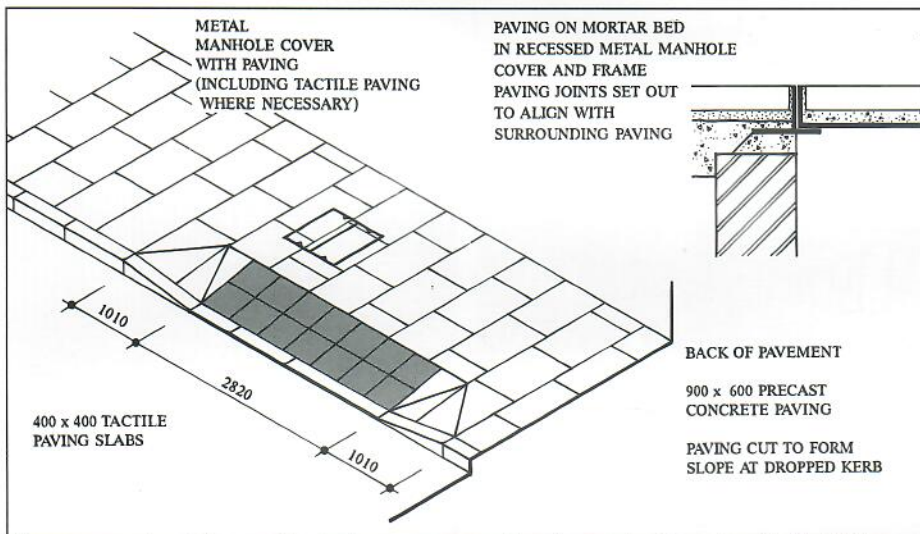 METAL
MANHOLE COVER
WITH PAVING
(INCLUDING TACTILE PAVING
WHERE NECESSARY)
PAVING ON MORTAR BED
IN RECESSED METAL MANHOLE
COVER AND FRAME
PAVING JOINTS SET OUT
TO ALIGN WITH
SURROUNDING PAVING
1010
2820
1010
400 x 400 TACTILE
PAVING SLABS
BACK OF PAVEMENT
900 x 600 PRECAST
CONCRETE PAVING
PAVING CUT TO FORM
SLOPE AT DROPPED KERB